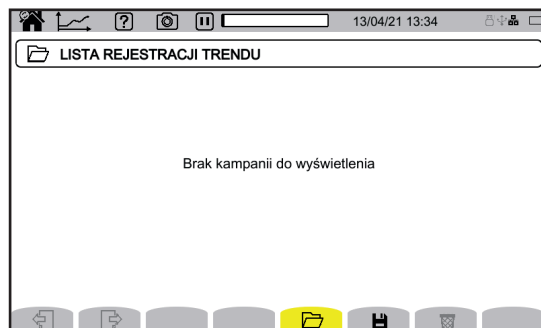 13/04/21 13:34
LISTA REJESTRACJI TRENDU
Brak kampanii do wyświetlenia